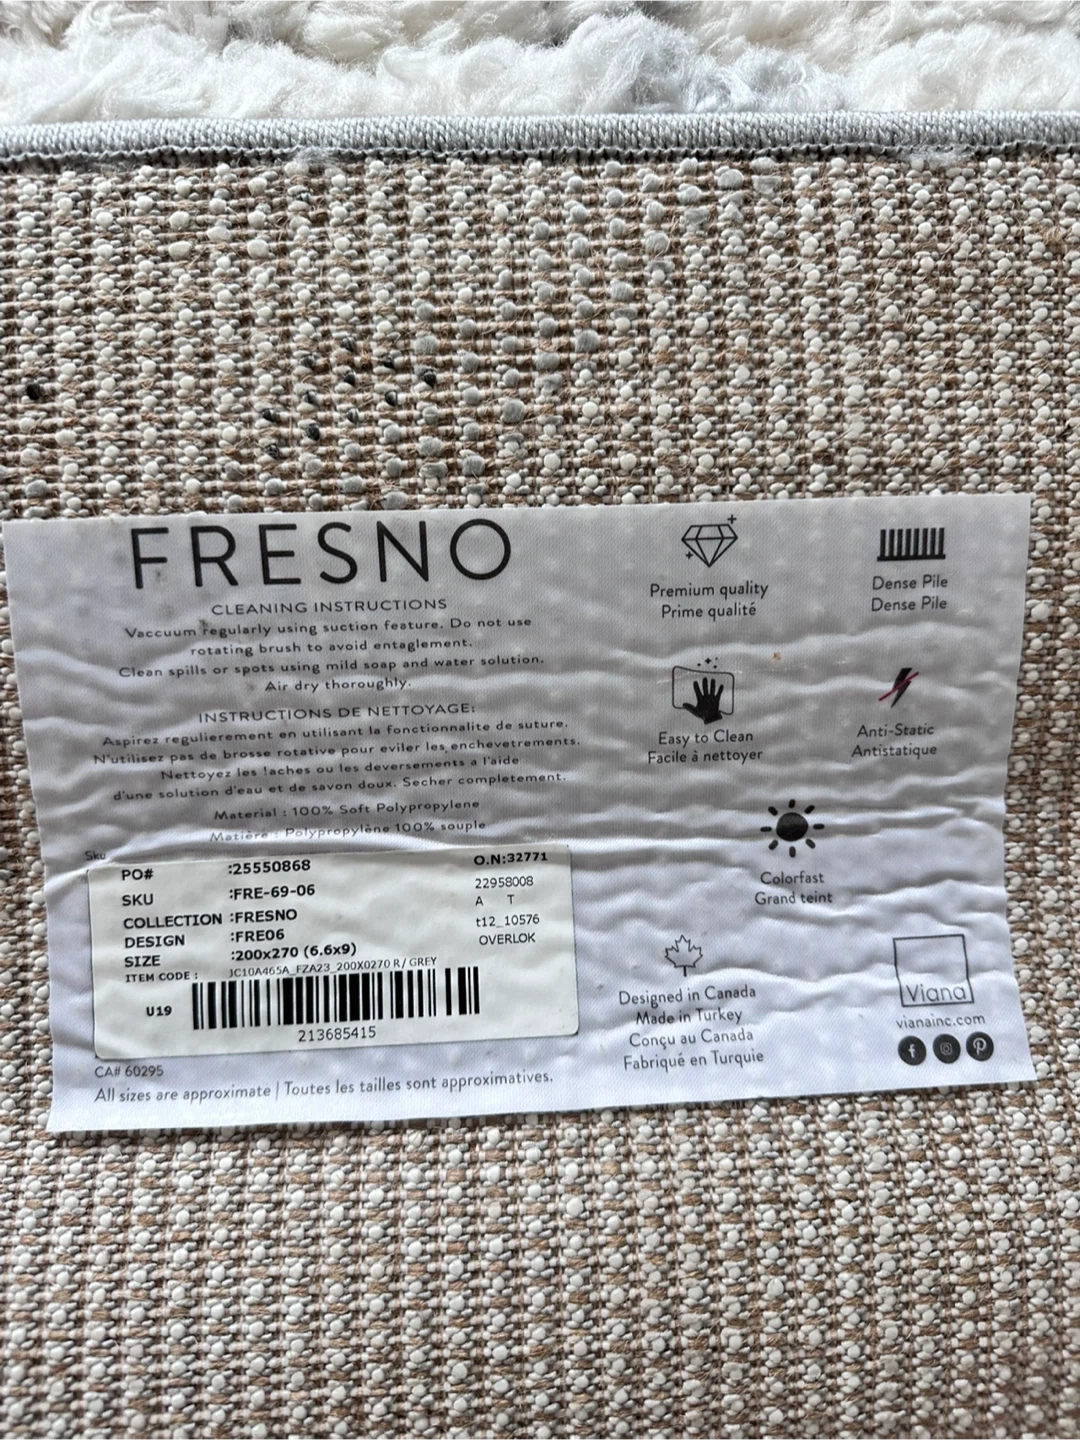 FRESNO
CLEANING INSTRUCTIONS
Vaccuum regularly using suction feature. Do not use
rotating brush to avoid entaglement.
Clean spills or spots using mild soap and water solution.
Air dry thoroughly.
INSTRUCTIONS DE NETTOYAGE:
Aspirez regulierement en utilisant la fonctionnalite de suture.
N'utilisez pas de brosse rotative pour eviler les enchevetrements.
Nettoyez les laches ou les deversements a l'aide
d'une solution d'eau et de savon doux. Secher completement.
Material : 100% Soft Polypropylene
Matière : Polypropylène 100% souple
Sku
PO# :25550868
SKU :FRE-69-06
COLLECTION :FRESNO
DESIGN :FRE06
SIZE :200x270 (6.6x9)
ITEM CODE : JC10A465A_FZA23_200X0270 R/ GREY
O.N:32771
22958008
A T
t12_10576
OVERLOK
U19
213685415
CA# 60295
All sizes are approximate | Toutes les tailles sont approximatives.
Premium quality
Prime qualité
Dense Pile
Dense Pile
Easy to Clean
Facile à nettoyer
Anti-Static
Antistatique
Colorfast
Grand teint
Designed in Canada
Made in Turkey
Conçu au Canada
Fabriqué en Turquie
Viana
vianainc.com